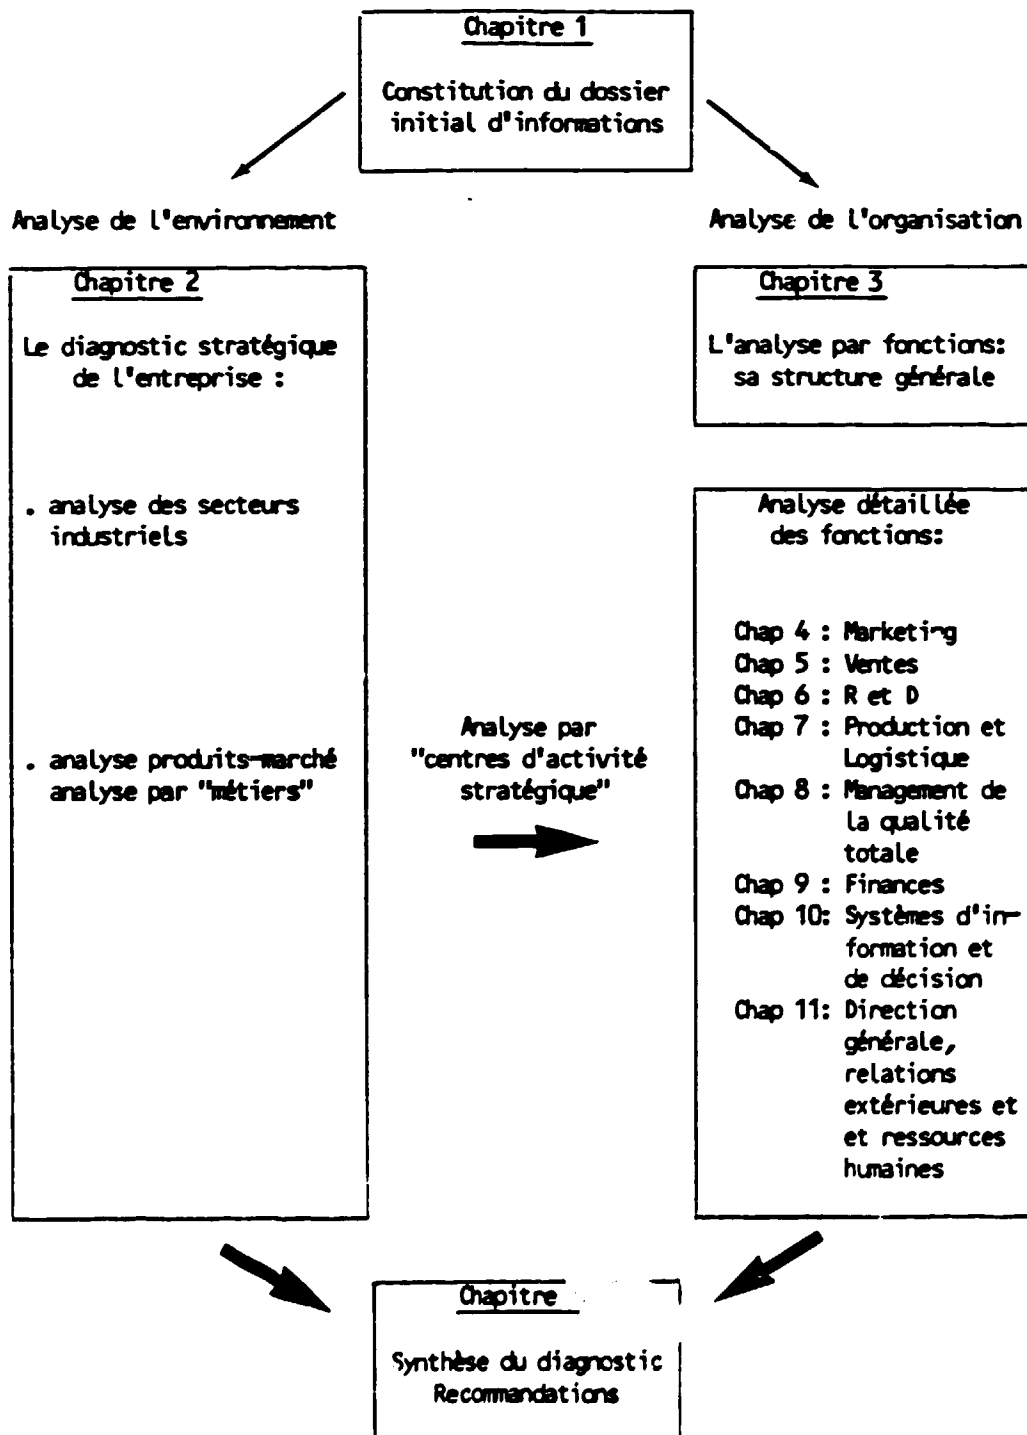 Chapitre 1
Constitution du dossier
initial d'informations
Analyse de l'environnement
Analyse de l'organisation
Chapitre 2
Le diagnostic stratégique
de l'entreprise :
. analyse des secteurs
industriels
. analyse produits-marché
analyse par "métiers"
Analyse par
"centres d'activité
stratégique"
Chapitre 3
L'analyse par fonctions:
sa structure générale
Analyse détaillée
des fonctions:
Chap 4 : Marketing
Chap 5 : Ventes
Chap 6 : R et D
Chap 7 : Production et
Logistique
Chap 8 : Management de
la qualité
totale
Chap 9 : Finances
Chap 10: Systèmes d'in-
formation et
de décision
Chap 11: Direction
générale,
relations
extérieures et
et ressources
humaines
Chapitre
Synthèse du diagnostic
Recommandations